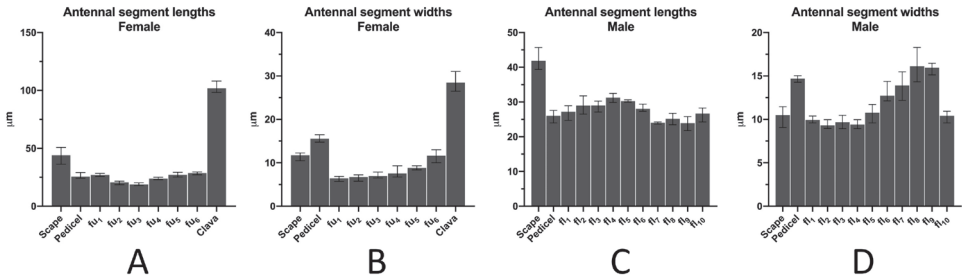 Antennal segment lengths
Female
150
100
50
0
μm
Scape
Pedicel
fu1
fu2
fu3
fu4
fu5
fu6
Clava
A
Antennal segment widths
Female
40
30
20
10
0
μm
Scape
Pedicel
fu1
fu2
fu3
fu4
fu5
fu6
Clava
B
Antennal segment lengths
Male
50
40
30
20
10
0
μm
Scape
Pedicel
fl1
fl2
fl3
fl4
fl5
fl6
fl7
fl8
fl9
fl10
C
Antennal segment widths
Male
20
15
10
5
0
μm
Scape
Pedicel
fl1
fl2
fl3
fl4
fl5
fl6
fl7
fl8
fl9
fl10
D